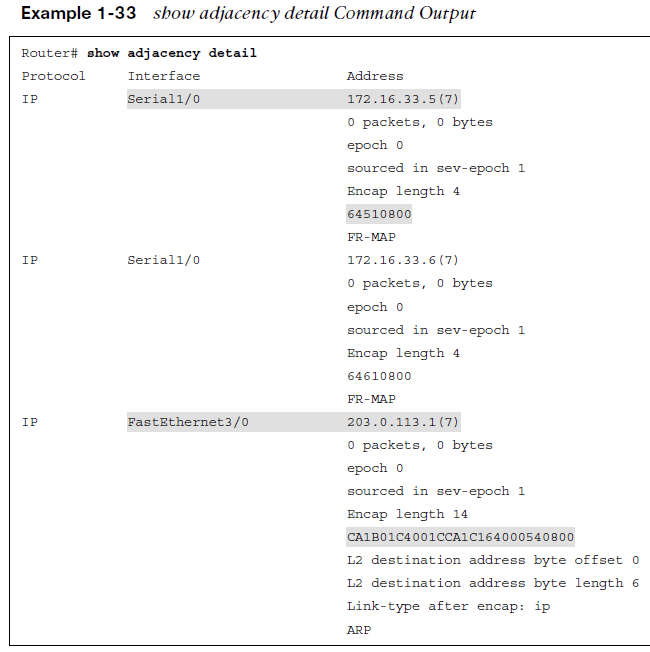 Example 1-33 show adjacency detail Command Output
Router# show adjacency detail
Protocol Interface Address
IP Serial1/0 172.16.33.5(7)
0 packets, 0 bytes
epoch 0
sourced in sev-epoch 1
Encap length 4
64510800
FR-MAP
IP Serial1/0 172.16.33.6(7)
0 packets, 0 bytes
epoch 0
sourced in sev-epoch 1
Encap length 4
64610800
FR-MAP
IP FastEthernet3/0 203.0.113.1(7)
0 packets, 0 bytes
epoch 0
sourced in sev-epoch 1
Encap length 14
CA1B01C4001CCA1C164000540800
L2 destination address byte offset 0
L2 destination address byte length 6
Link-type after encap: ip
ARP